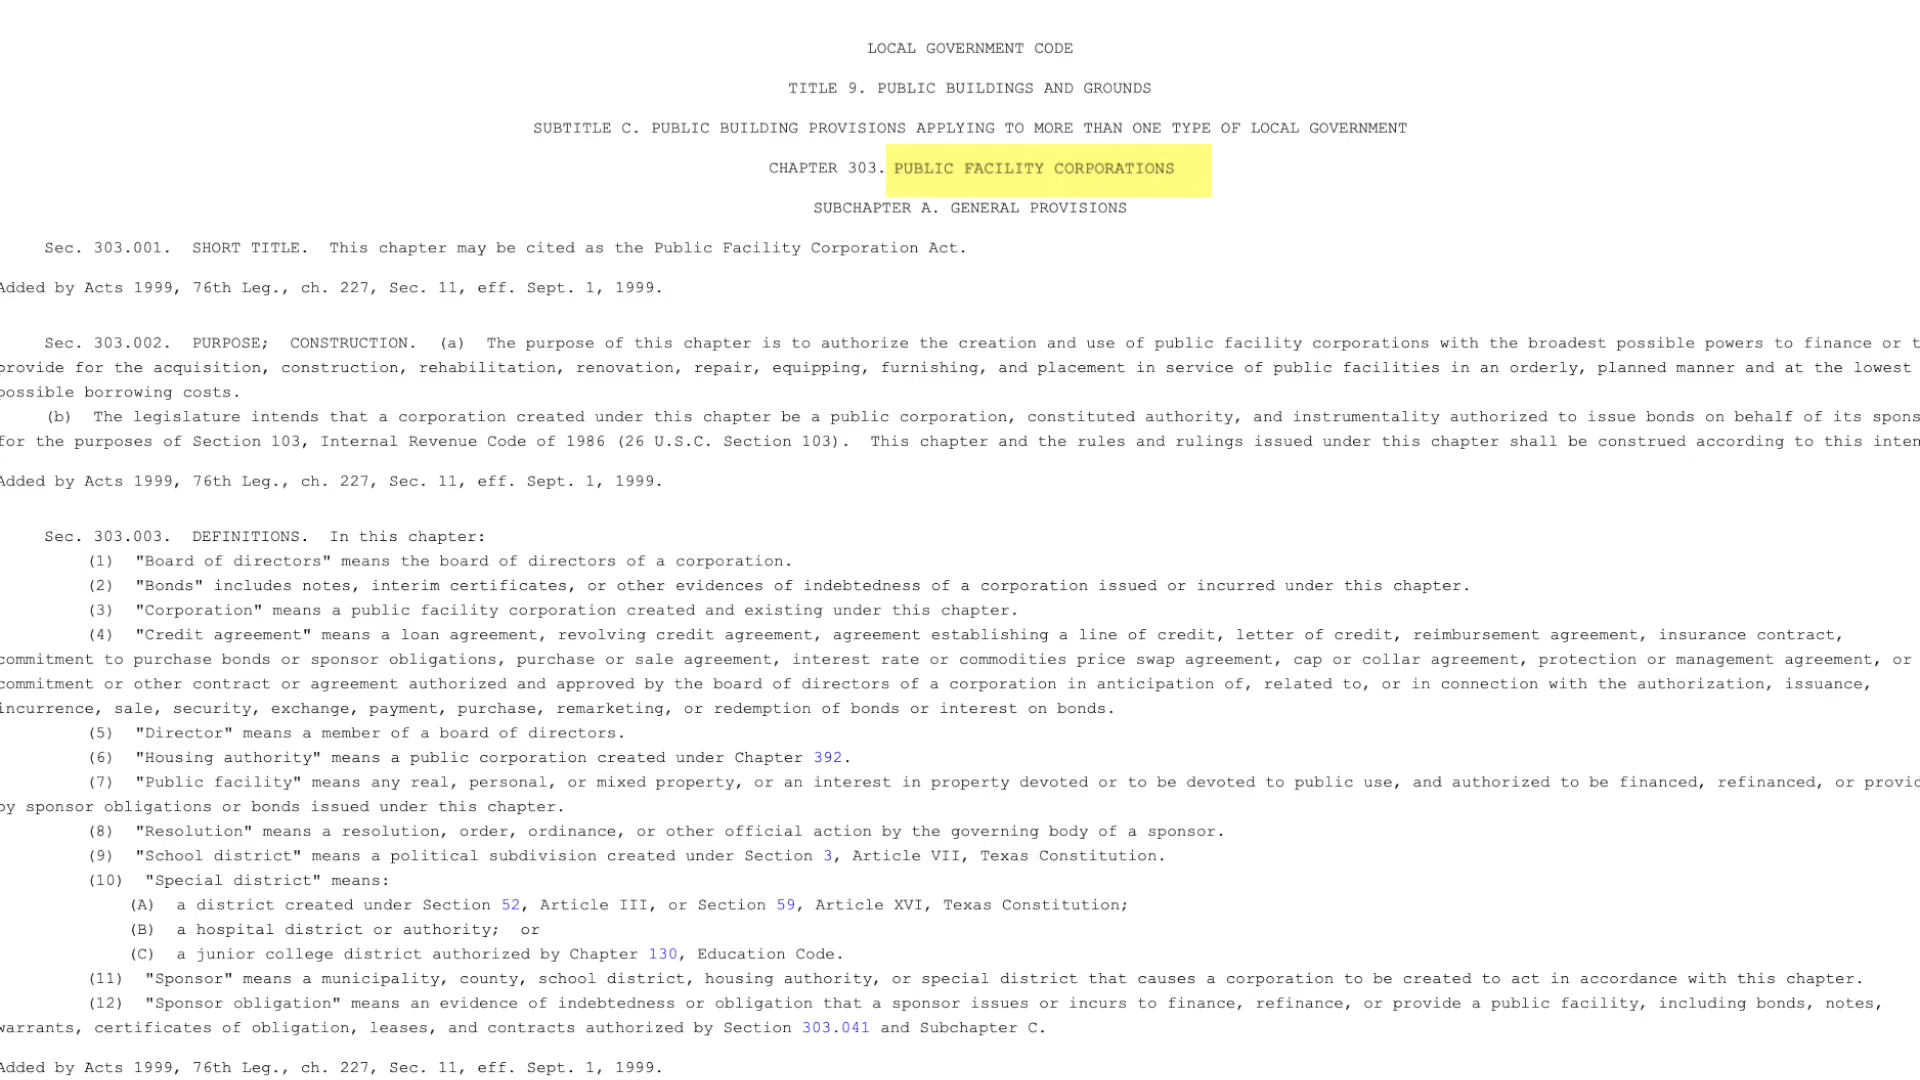 LOCAL GOVERNMENT CODE
TITLE 9. PUBLIC BUILDINGS AND GROUNDS
SUBTITLE C. PUBLIC BUILDING PROVISIONS APPLYING TO MORE THAN ONE TYPE OF LOCAL GOVERNMENT
CHAPTER 303. PUBLIC FACILITY CORPORATIONS
SUBCHAPTER A. GENERAL PROVISIONS
Sec. 303.001. SHORT TITLE. This chapter may be cited as the Public Facility Corporation Act.
Added by Acts 1999, 76th Leg., ch. 227, Sec. 11, eff. Sept. 1, 1999.
Sec. 303.002. PURPOSE; CONSTRUCTION. (a) The purpose of this chapter is to authorize the creation and use of public facility corporations with the broadest possible powers to finance or t
provide for the acquisition, construction, rehabilitation, renovation, repair, equipping, furnishing, and placement in service of public facilities in an orderly, planned manner and at the lowest
possible borrowing costs.
(b) The legislature intends that a corporation created under this chapter be a public corporation, constituted authority, and instrumentality authorized to issue bonds on behalf of its spons
for the purposes of Section 103, Internal Revenue Code of 1986 (26 U.S.C. Section 103). This chapter and the rules and rulings issued under this chapter shall be construed according to this inten
Added by Acts 1999, 76th Leg., ch. 227, Sec. 11, eff. Sept. 1, 1999.
Sec. 303.003. DEFINITIONS. In this chapter:
(1) "Board of directors" means the board of directors of a corporation.
(2) "Bonds" includes notes, interim certificates, or other evidences of indebtedness of a corporation issued or incurred under this chapter.
(3) "Corporation" means a public facility corporation created and existing under this chapter.
(4) "Credit agreement" means a loan agreement, revolving credit agreement, agreement establishing a line of credit, letter of credit, reimbursement agreement, insurance contract,
commitment to purchase bonds or sponsor obligations, purchase or sale agreement, interest rate or commodities price swap agreement, cap or collar agreement, protection or management agreement, or
commitment or other contract or agreement authorized and approved by the board of directors of a corporation in anticipation of, related to, or in connection with the authorization, issuance,
incurrence, sale, security, exchange, payment, purchase, remarketing, or redemption of bonds or interest on bonds.
(5) "Director" means a member of a board of directors.
(6) "Housing authority" means a public corporation created under Chapter 392.
(7) "Public facility" means any real, personal, or mixed property, or an interest in property devoted or to be devoted to public use, and authorized to be financed, refinanced, or provid
by sponsor obligations or bonds issued under this chapter.
(8) "Resolution" means a resolution, order, ordinance, or other official action by the governing body of a sponsor.
(9) "School district" means a political subdivision created under Section 3, Article VII, Texas Constitution.
(10) "Special district" means:
(A) a district created under Section 52, Article III, or Section 59, Article XVI, Texas Constitution;
(B) a hospital district or authority; or
(C) a junior college district authorized by Chapter 130, Education Code.
(11) "Sponsor" means a municipality, county, school district, housing authority, or special district that causes a corporation to be created to act in accordance with this chapter.
(12) "Sponsor obligation" means an evidence of indebtedness or obligation that a sponsor issues or incurs to finance, refinance, or provide a public facility, including bonds, notes,
warrants, certificates of obligation, leases, and contracts authorized by Section 303.041 and Subchapter C.
Added by Acts 1999, 76th Leg., ch. 227, Sec. 11, eff. Sept. 1, 1999.